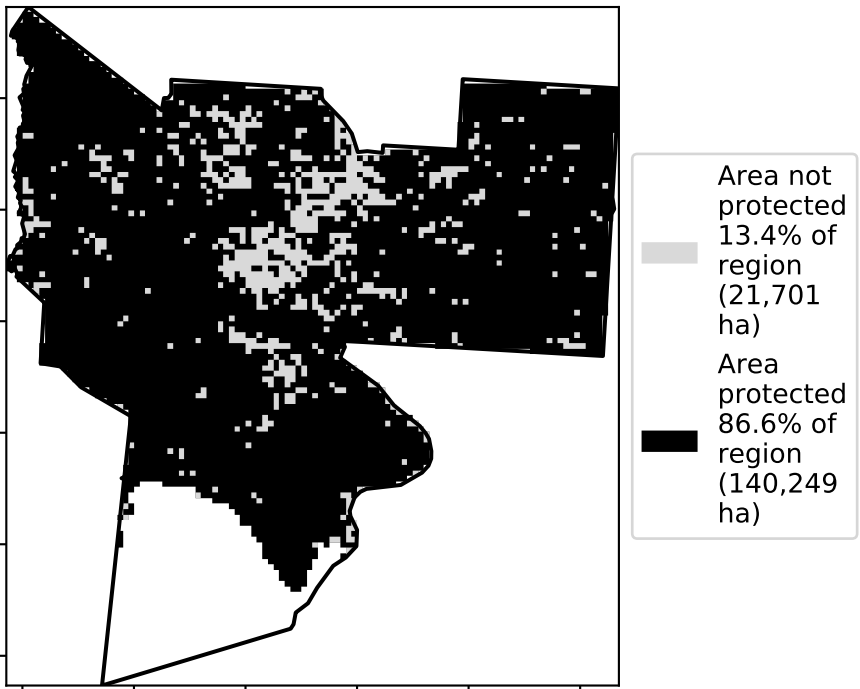 Area not
protected
13.4% of
region
(21,701
ha)
Area
protected
86.6% of
region
(140,249
ha)